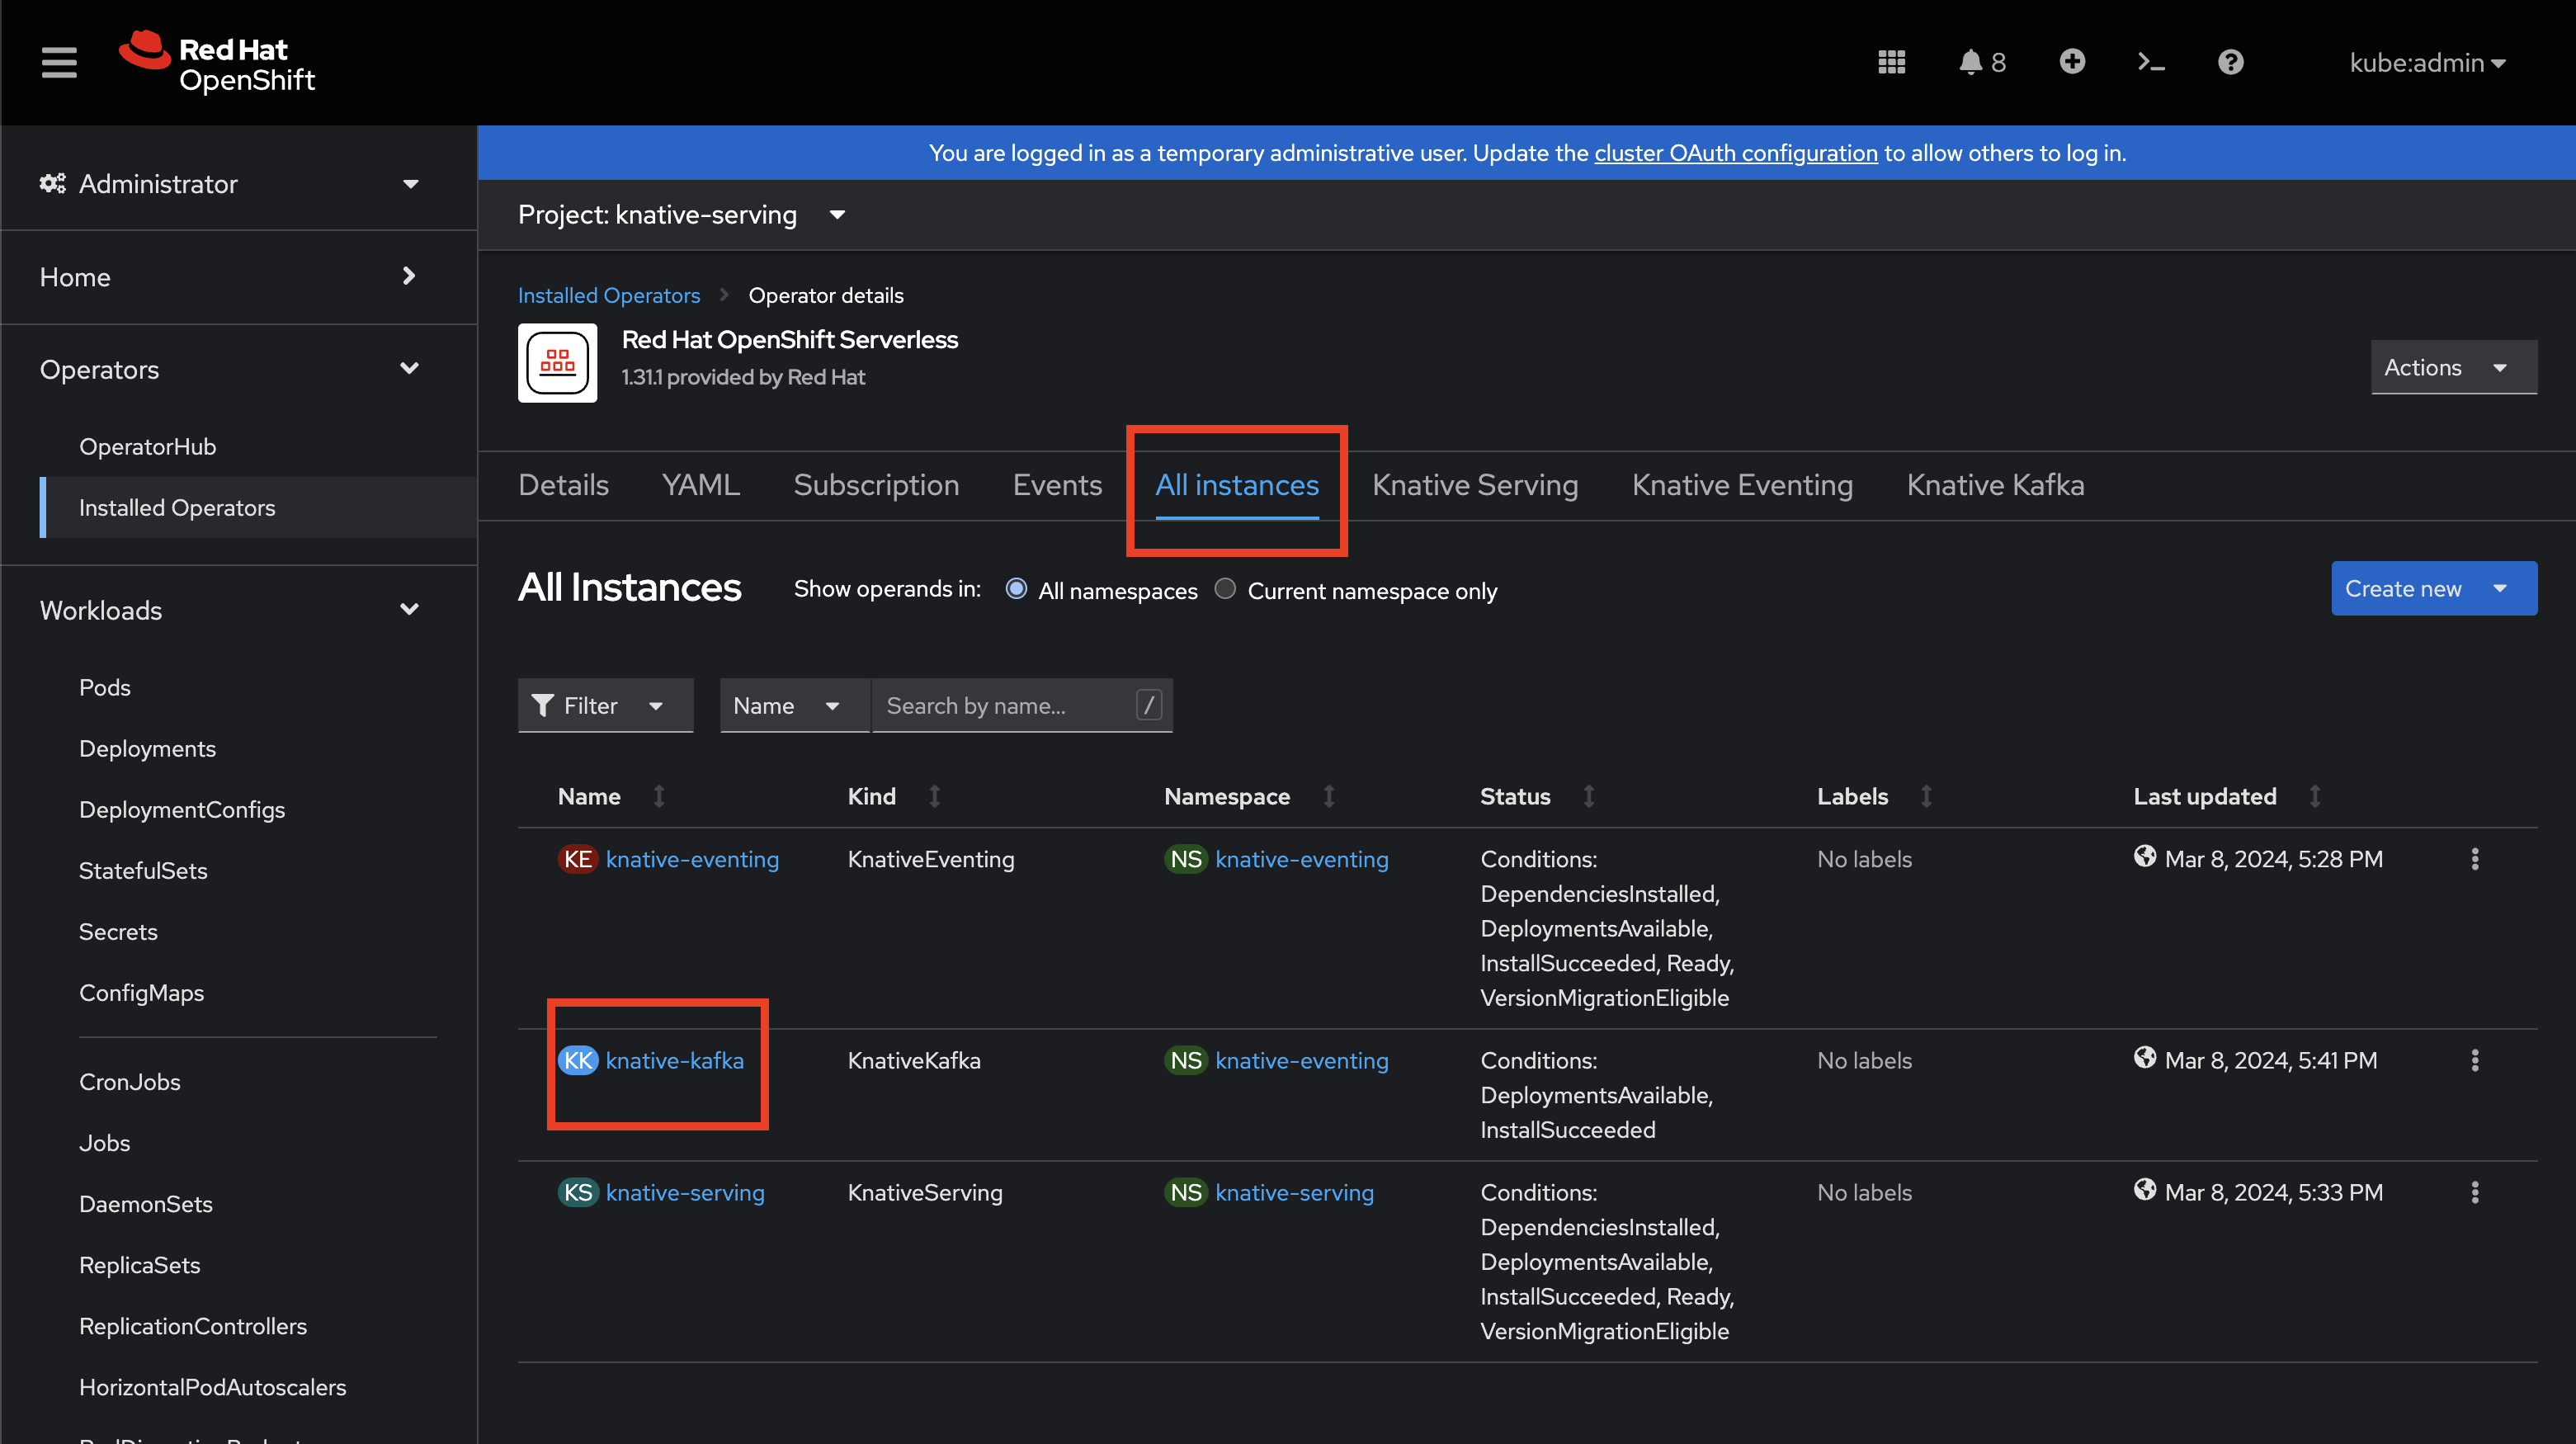 Red Hat
OpenShift
8
kube:admin
You are logged in as a temporary administrative user. Update the cluster OAuth configuration to allow others to log in.
Administrator
Home
Operators
OperatorHub
Installed Operators
Workloads
Pods
Deployments
DeploymentConfigs
StatefulSets
Secrets
ConfigMaps
CronJobs
Jobs
DaemonSets
ReplicaSets
ReplicationControllers
HorizontalPodAutoscalers
Project: knative-serving
Installed Operators Operator details
Red Hat OpenShift Serverless
1.31.1 provided by Red Hat
Actions
Details YAML Subscription Events All instances Knative Serving Knative Eventing Knative Kafka
All Instances Show operands in: All namespaces Current namespace only Create new
Filter Name Search by name... /
Name Kind Namespace Status Labels Last updated
KE knative-eventing KnativeEventing NS knative-eventing Conditions: No labels Mar 8, 2024, 5:28 PM
DependenciesInstalled,
DeploymentsAvailable,
InstallSucceeded, Ready,
VersionMigrationEligible
KK knative-kafka KnativeKafka NS knative-eventing Conditions: No labels Mar 8, 2024, 5:41 PM
DeploymentsAvailable,
InstallSucceeded
KS knative-serving KnativeServing NS knative-serving Conditions: No labels Mar 8, 2024, 5:33 PM
DependenciesInstalled,
DeploymentsAvailable,
InstallSucceeded, Ready,
VersionMigrationEligible